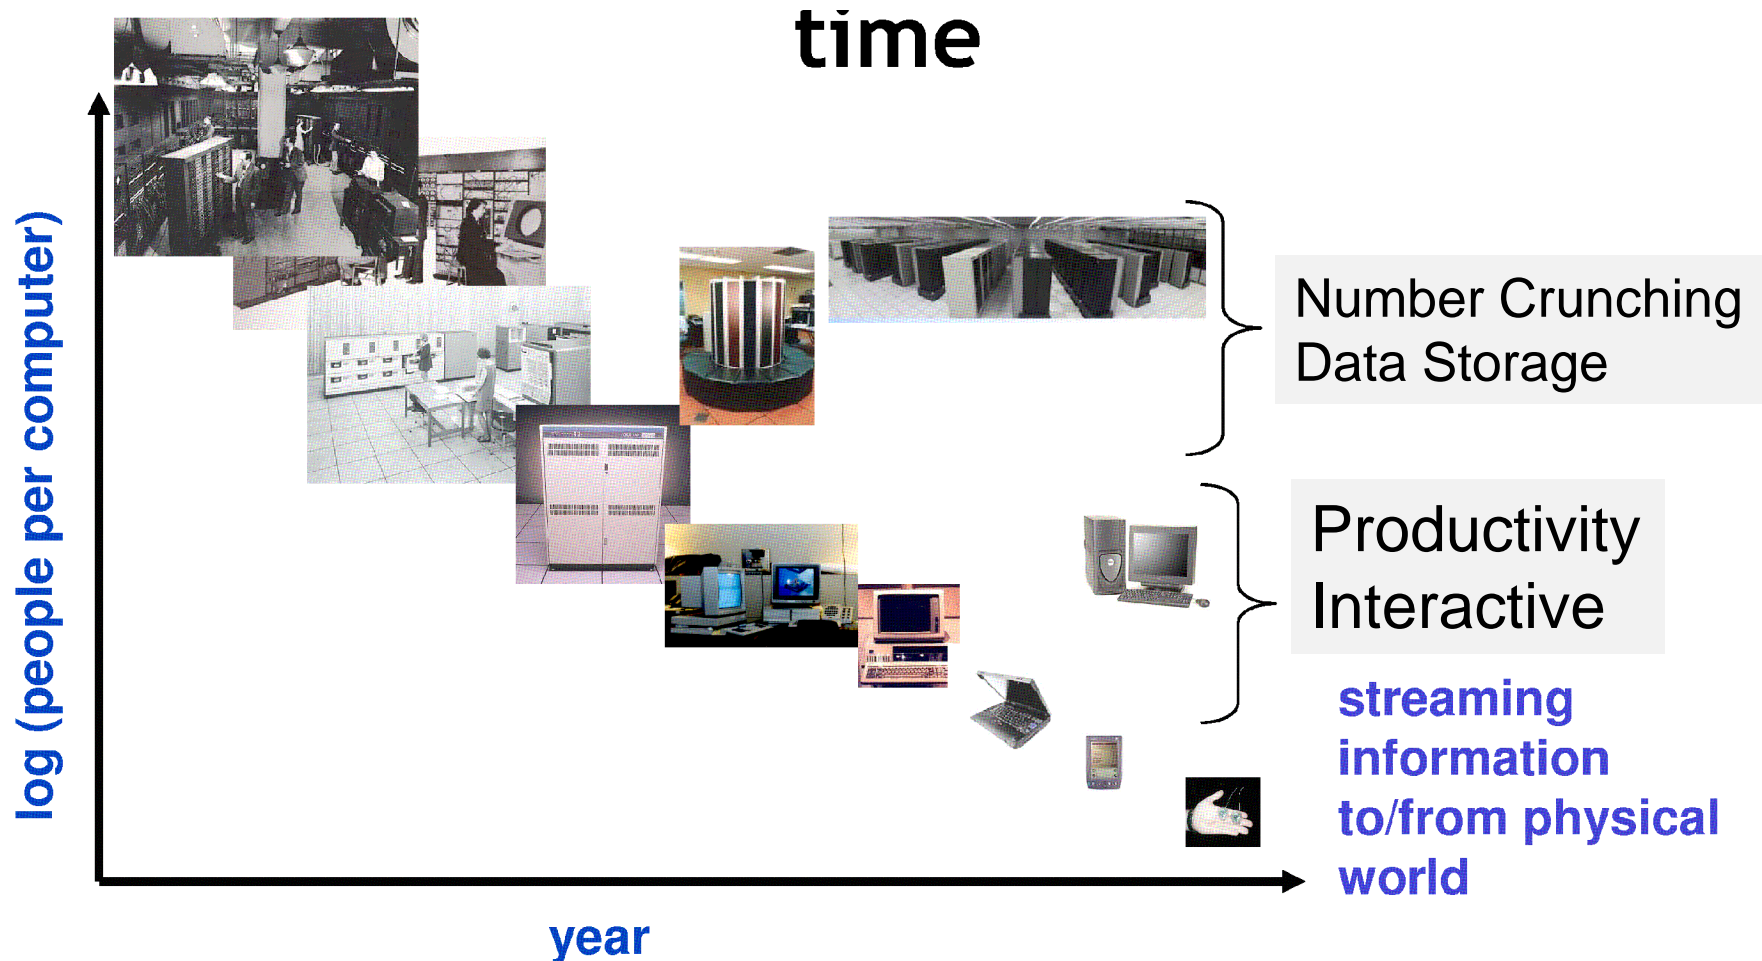 time
log (people per computer)
Number Crunching
Data Storage
Productivity
Interactive
streaming
information
to/from physical
world
year